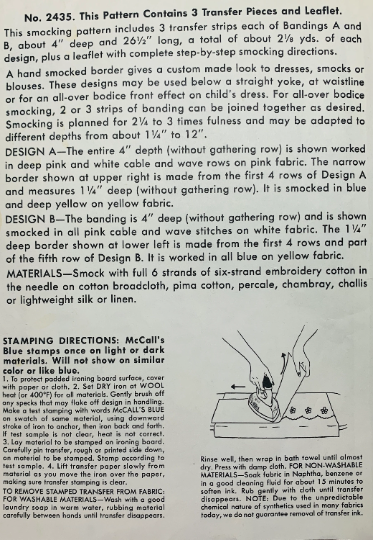 No. 2435. This Pattern Contains 3 Transfer Pieces and Leaflet.
This smocking pattern includes 3 transfer strips each of Bandings A and
B, about 4" deep and 26½" long, a total of about 2⅛ yds. of each
design, plus a leaflet with complete step-by-step smocking directions.
A hand smocked border gives a custom made look to dresses, smocks or
blouses. These designs may be used below a straight yoke, at waistline
or for an all-over bodice front effect on child's dress. For all-over bodice
smocking, 2 or 3 strips of banding can be joined together as desired.
Smocking is planned for 2¼ to 3 times fulness and may be adapted to
different depths from about 1¼" to 12".
DESIGN A—The entire 4" depth (without gathering row) is shown worked
in deep pink and white cable and wave rows on pink fabric. The narrow
border shown at upper right is made from the first 4 rows of Design A
and measures 1¼" deep (without gathering row). It is smocked in blue
and deep yellow on yellow fabric.
DESIGN B—The banding is 4" deep (without gathering row) and is shown
smocked in all pink cable and wave stitches on white fabric. The 1¼"
deep border shown at lower left is made from the first 4 rows and part
of the fifth row of Design B. It is worked in all blue on yellow fabric.
MATERIALS—Smock with full 6 strands of six-strand embroidery cotton in
the needle on cotton broadcloth, pima cotton, percale, chambray, challis
or lightweight silk or linen.
STAMPING DIRECTIONS: McCall's
Blue stamps once on light or dark
materials. Will not show on similar
color or like blue.
1. To protect padded ironing board surface, cover
with paper or cloth. 2. Set DRY iron at WOOL
heat (or 400°F) for all materials. Gently brush off
any specks that may flake off design in handling.
Make a test stamping with words McCALL'S BLUE
on swatch of same material, using downward
stroke of iron to anchor, then iron back and forth.
If test sample is not clear, heat is not correct.
3. Lay material to be stamped on ironing board.
Carefully pin transfer, rough or printed side down,
on material to be stamped. Stamp according to
test sample. 4. Lift transfer paper slowly from
material as you move the iron over the paper,
making sure transfer stamping is clear.
TO REMOVE STAMPED TRANSFER FROM FABRIC:
FOR WASHABLE MATERIALS—Wash with a good
laundry soap in warm water, rubbing material
carefully between hands until transfer disappears.
Rinse well, then wrap in bath towel until almost
dry. Press with damp cloth. FOR NON-WASHABLE
MATERIALS—Soak fabric in Naphtha, benzene or
in a good cleaning fluid for about 15 minutes to
soften ink. Rub gently with cloth until transfer
disappears. NOTE: Due to the unpredictable
chemical nature of synthetics used in many fabrics
today, we do not guarantee removal of transfer ink.